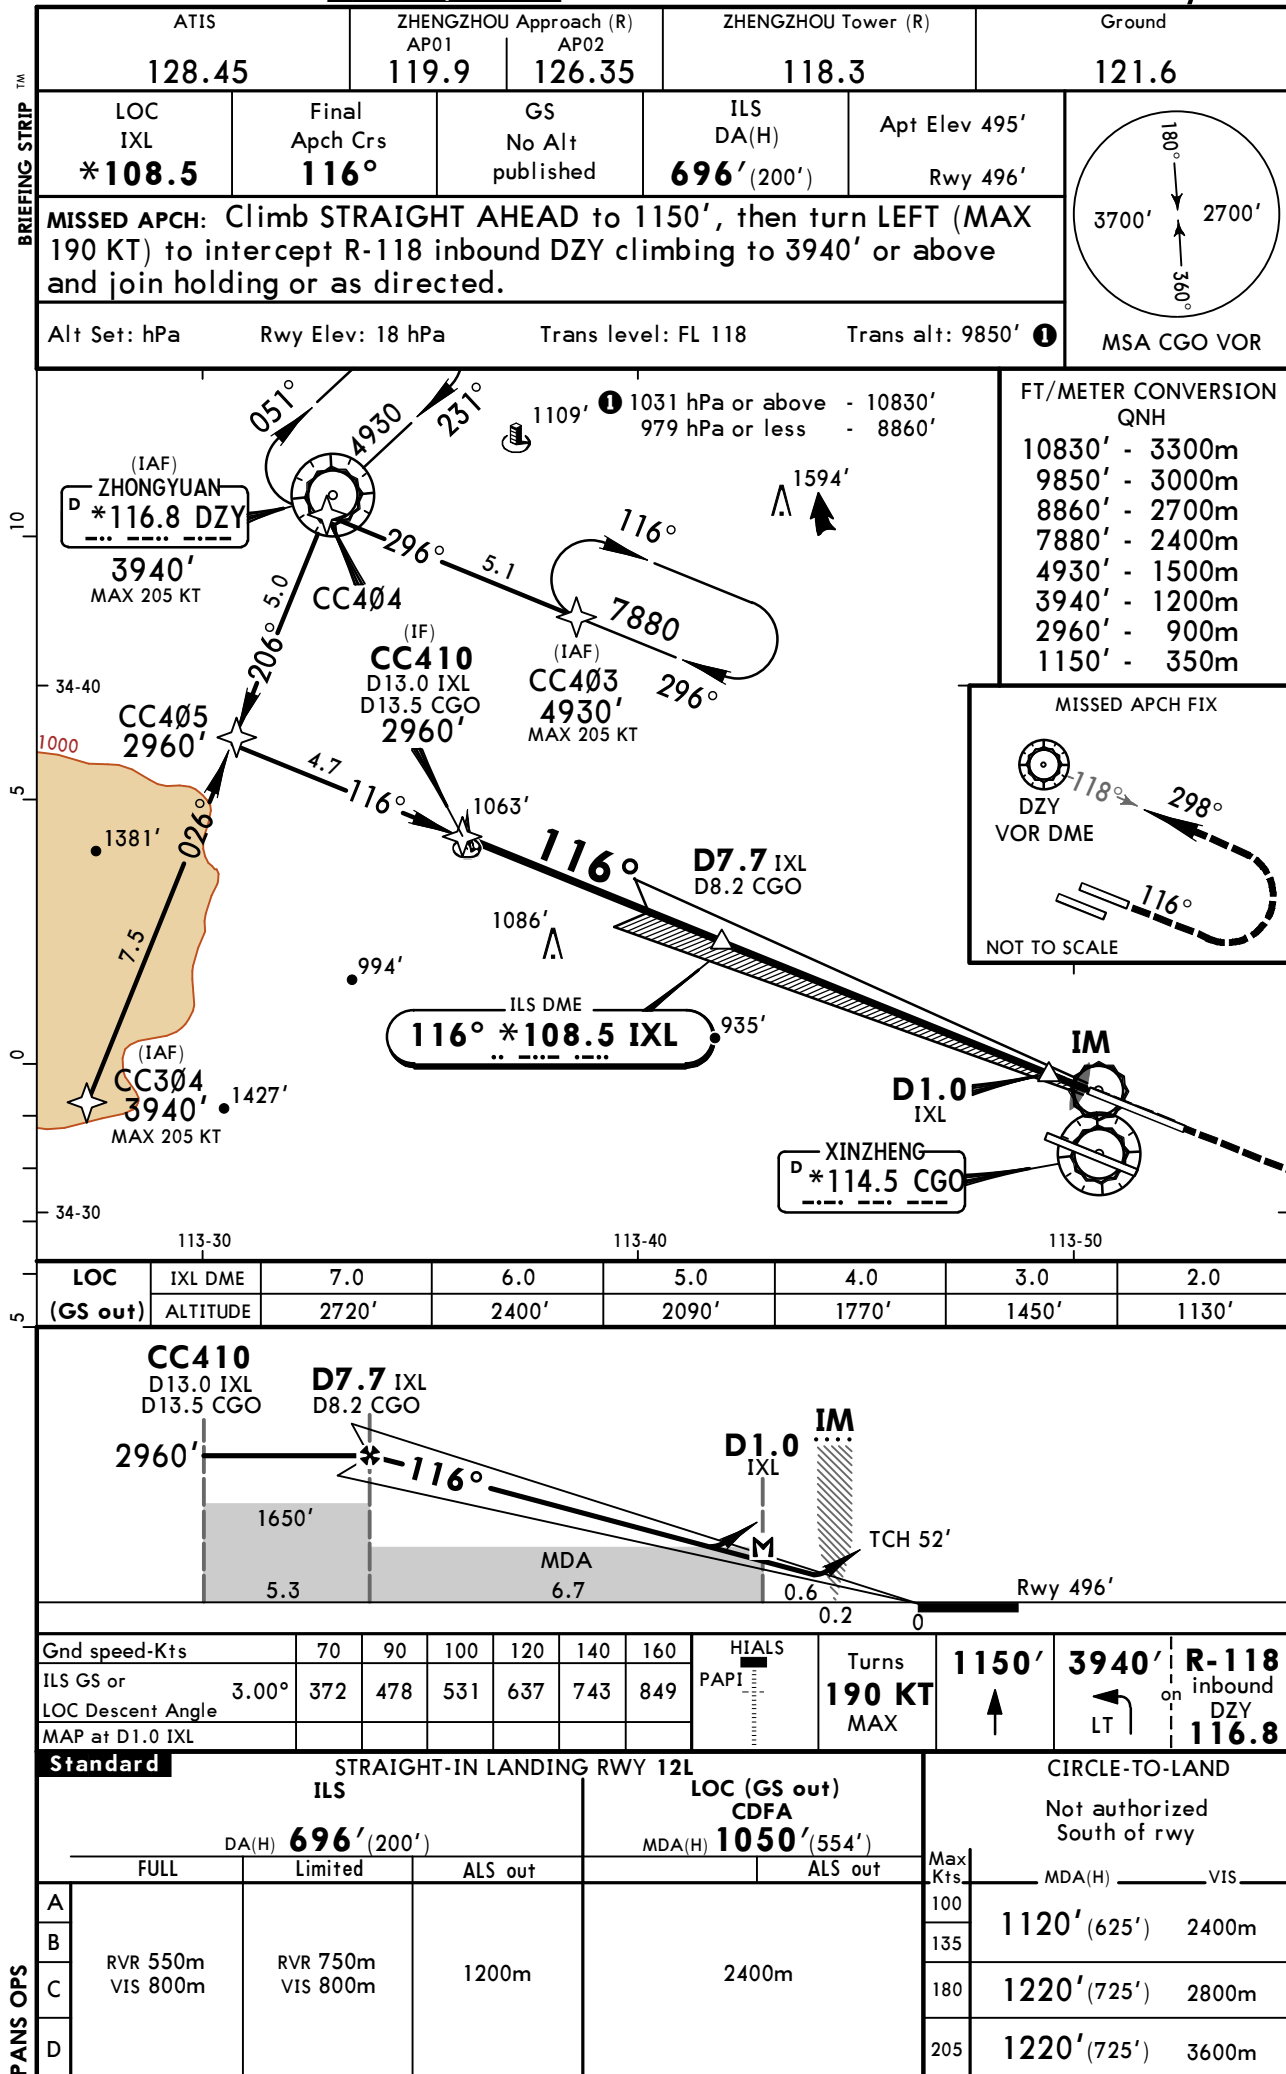 ATIS
128.45
ZHENGZHOU Approach (R)
AP01 AP02
119.9 126.35
ZHENGZHOU Tower (R)
118.3
Ground
121.6
BRIEFING STRIP TM
LOC
IXL
*108.5
Final
Apch Crs
116°
GS
No Alt
published
ILS
DA(H)
696'(200')
Apt Elev 495'
Rwy 496'
MISSED APCH: Climb STRAIGHT AHEAD to 1150', then turn LEFT (MAX
190 KT) to intercept R-118 inbound DZY climbing to 3940' or above
and join holding or as directed.
Alt Set: hPa Rwy Elev: 18 hPa Trans level: FL 118 Trans alt: 9850' 1
180°
3700' 2700'
360°
MSA CGO VOR
1 1031 hPa or above - 10830'
979 hPa or less - 8860'
FT/METER CONVERSION
QNH
10830' - 3300m
9850' - 3000m
8860' - 2700m
7880' - 2400m
4930' - 1500m
3940' - 1200m
2960' - 900m
1150' - 350m
051°
4930
231°
1109'
1594'
(IAF)
ZHONGYUAN
D *116.8 DZY
3940'
MAX 205 KT
CC4Ø4
296°
5.1
116°
7880
296°
(IAF)
CC4Ø3
4930'
MAX 205 KT
5.0
206°
(IF)
CC410
D13.0 IXL
D13.5 CGO
2960'
34-40
CC4Ø5
2960'
1000
4.7
116°
1063'
026°
1381'
7.5
116°
D7.7 IXL
D8.2 CGO
1086'
994'
ILS DME
116° *108.5 IXL
935'
(IAF)
CC3Ø4
3940'
MAX 205 KT
1427'
IM
D1.0
IXL
XINZHENG
D *114.5 CGO
MISSED APCH FIX
DZY
VOR DME
118°
298°
116°
NOT TO SCALE
10
5
0
5
34-30
113-30 113-40 113-50
LOC
(GS out)
IXL DME 7.0 6.0 5.0 4.0 3.0 2.0
ALTITUDE 2720' 2400' 2090' 1770' 1450' 1130'
CC410
D13.0 IXL
D13.5 CGO
D7.7 IXL
D8.2 CGO
2960'
116°
D1.0
IXL
IM
M
TCH 52'
1650'
MDA
5.3 6.7 0.6
0.2 0
Rwy 496'
Gnd speed-Kts 70 90 100 120 140 160
ILS GS or
LOC Descent Angle 3.00° 372 478 531 637 743 849
MAP at D1.0 IXL
HIALS
PAPI
Turns
190 KT
MAX
1150'
3940'
LT
on
R-118
inbound
DZY
116.8
Standard
STRAIGHT-IN LANDING RWY 12L
ILS
DA(H) 696'(200')
LOC (GS out)
CDFA
MDA(H) 1050'(554')
CIRCLE-TO-LAND
Not authorized
South of rwy
FULL Limited ALS out ALS out
Max
Kts MDA(H) VIS
A
B
C
D
RVR 550m
VIS 800m
RVR 750m
VIS 800m
1200m
2400m
100
135
1120'(625') 2400m
180 1220'(725') 2800m
205 1220'(725') 3600m
PANS OPS